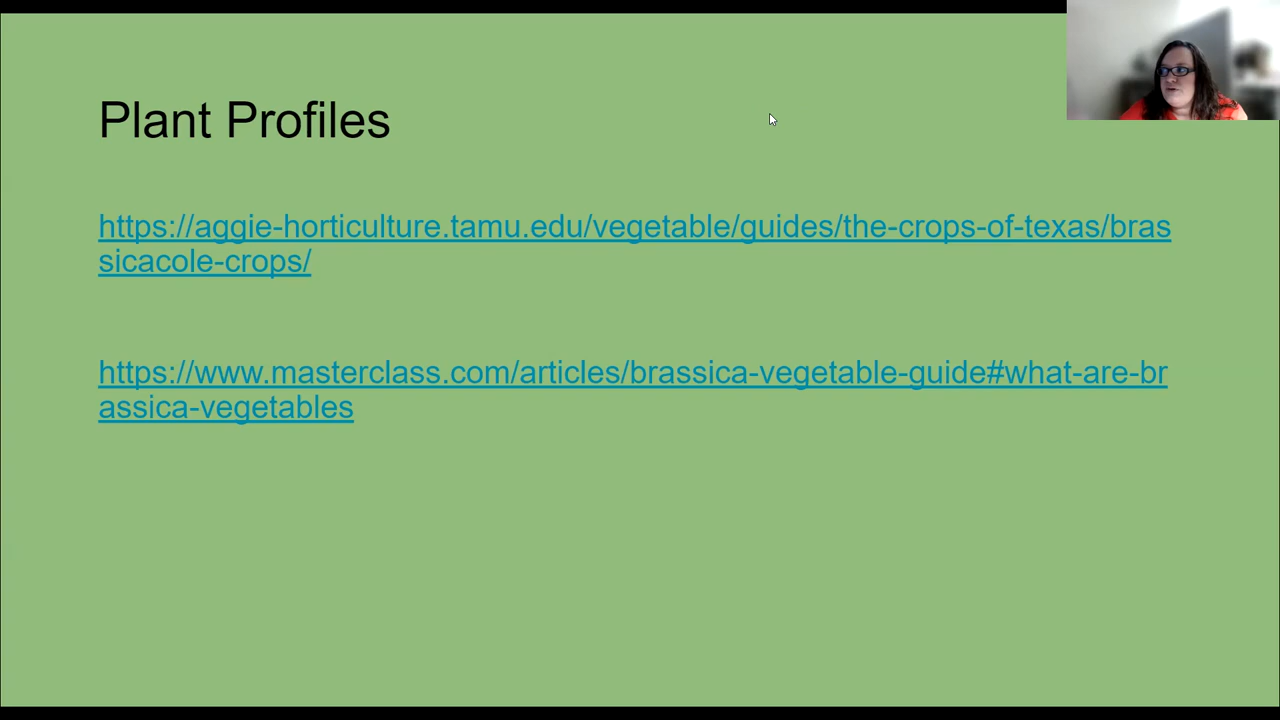 Plant Profiles
https://aggie-horticulture.tamu.edu/vegetable/guides/the-crops-of-texas/bras
sicacole-crops/
https://www.masterclass.com/articles/brassica-vegetable-guide#what-are-br
assica-vegetables